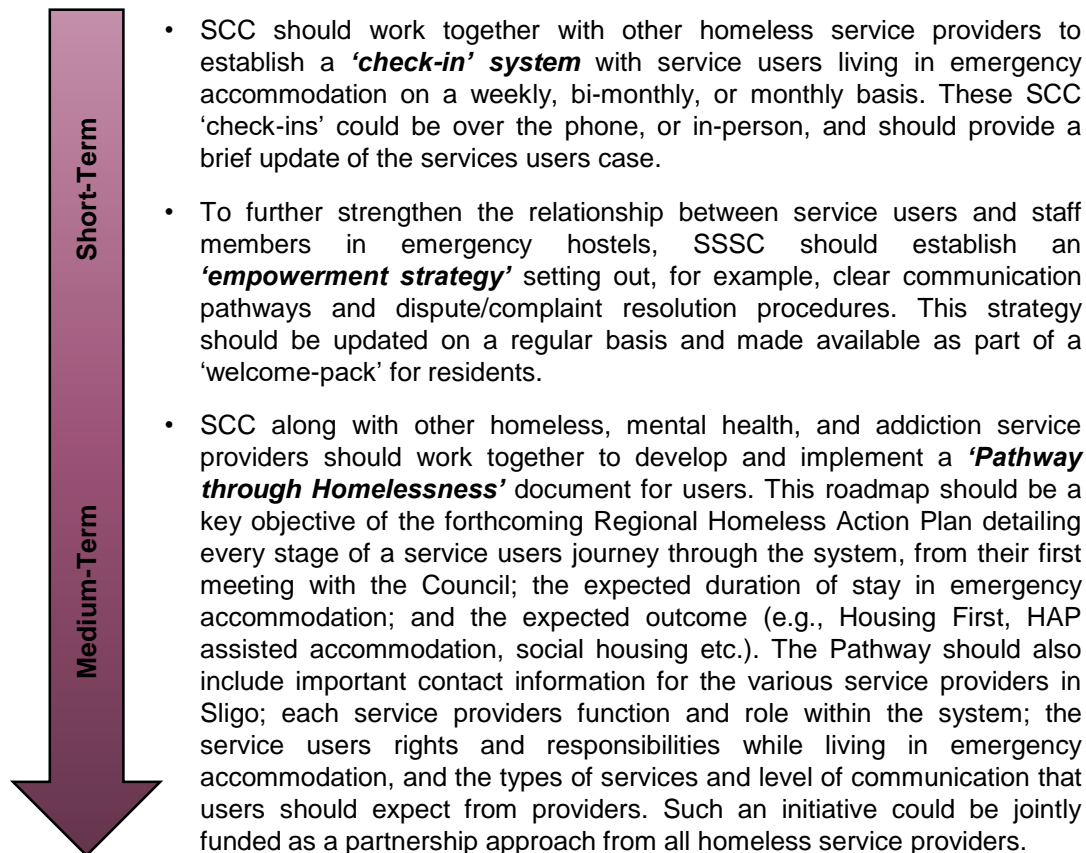 Short-Term
Medium-Term
• SCC should work together with other homeless service providers to
establish a ‘check-in’ system with service users living in emergency
accommodation on a weekly, bi-monthly, or monthly basis. These SCC
‘check-ins’ could be over the phone, or in-person, and should provide a
brief update of the services users case.
• To further strengthen the relationship between service users and staff
members in emergency hostels, SSSC should establish an
‘empowerment strategy’ setting out, for example, clear communication
pathways and dispute/complaint resolution procedures. This strategy
should be updated on a regular basis and made available as part of a
‘welcome-pack’ for residents.
• SCC along with other homeless, mental health, and addiction service
providers should work together to develop and implement a ‘Pathway
through Homelessness’ document for users. This roadmap should be a
key objective of the forthcoming Regional Homeless Action Plan detailing
every stage of a service users journey through the system, from their first
meeting with the Council; the expected duration of stay in emergency
accommodation; and the expected outcome (e.g., Housing First, HAP
assisted accommodation, social housing etc.). The Pathway should also
include important contact information for the various service providers in
Sligo; each service providers function and role within the system; the
service users rights and responsibilities while living in emergency
accommodation, and the types of services and level of communication that
users should expect from providers. Such an initiative could be jointly
funded as a partnership approach from all homeless service providers.